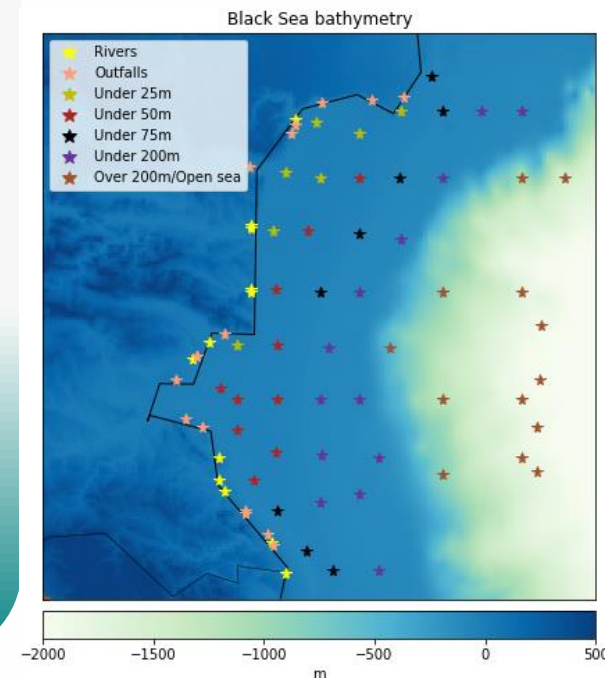 Black Sea bathymetry
Rivers
Outfalls
Under 25m
Under 50m
Under 75m
Under 200m
Over 200m/Open sea
−2000 −1500 −1000 −500 0 500
m